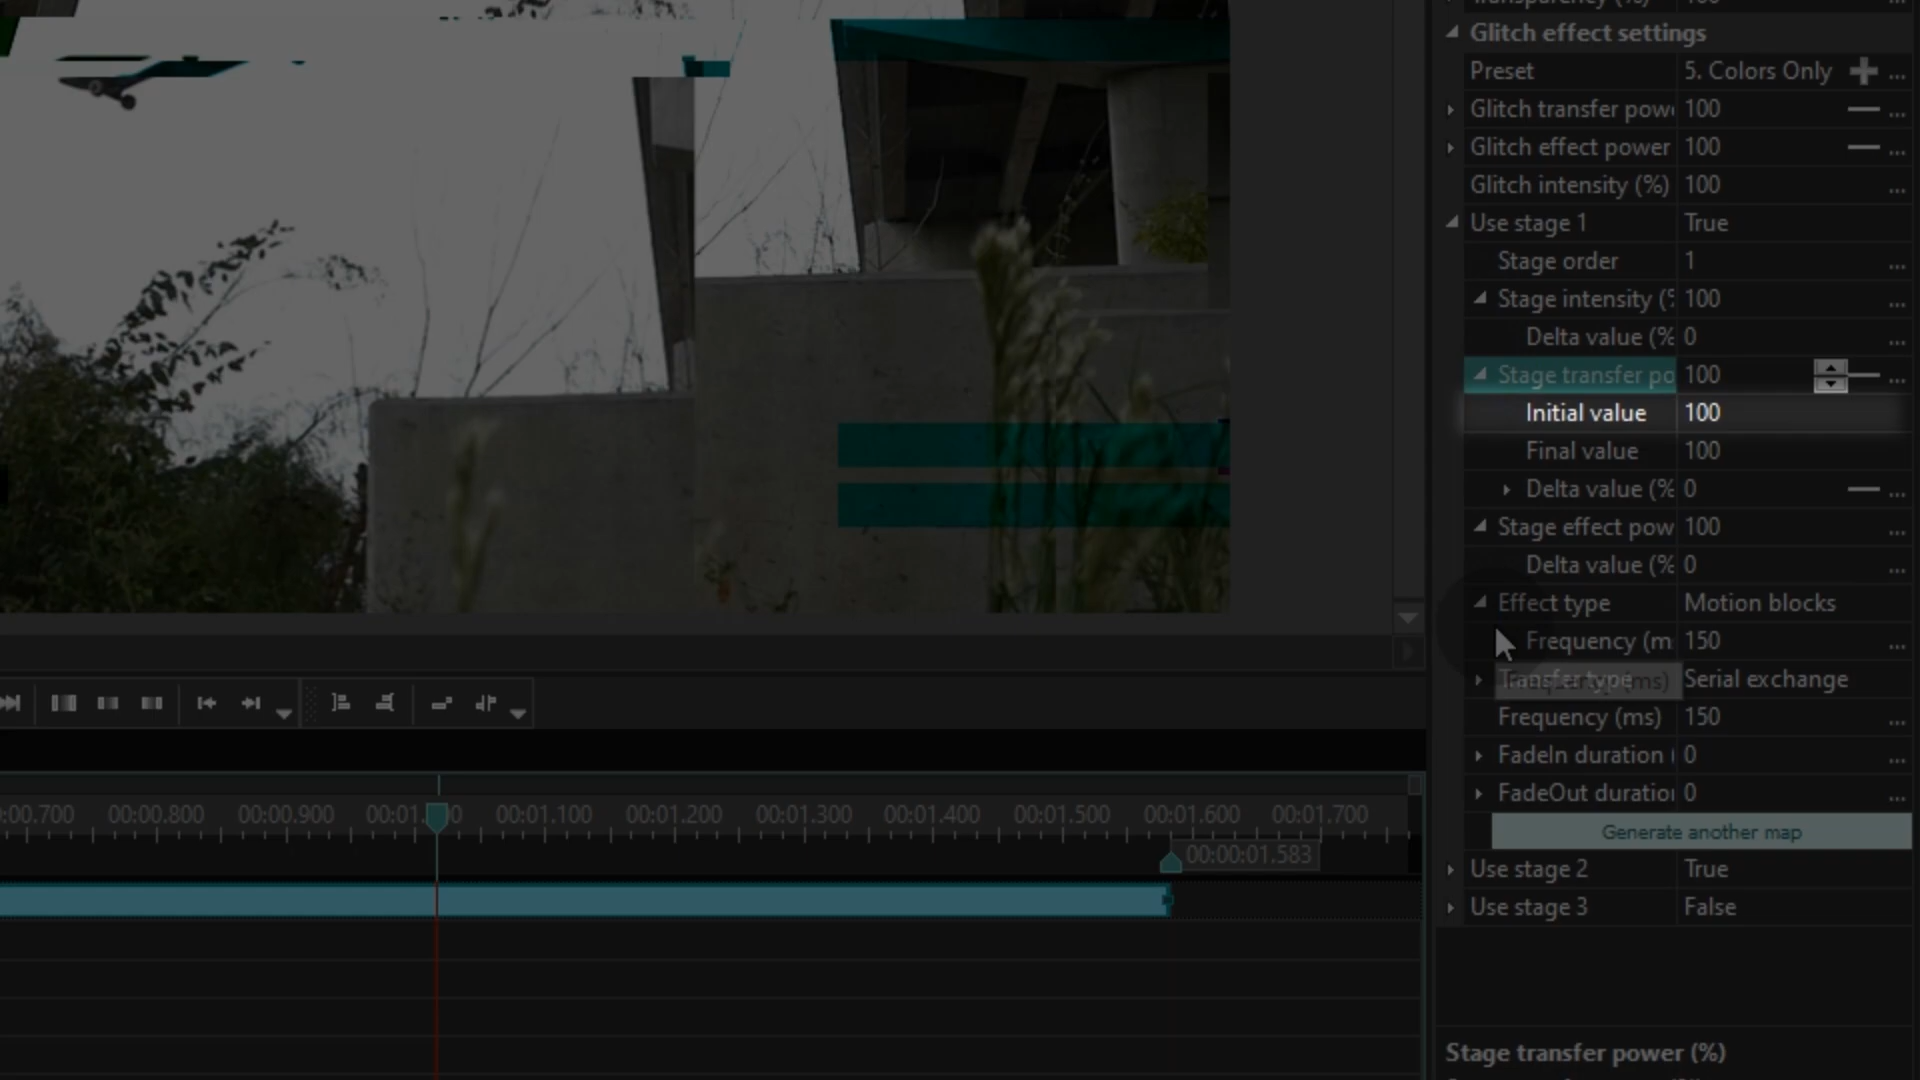 Transparency (%) 100 ...
Glitch effect settings
Preset 5. Colors Only ...
Glitch transfer pow 100 ...
Glitch effect power 100 ...
Glitch intensity (%) 100 ...
Use stage 1 True
Stage order 1 ...
Stage intensity (% 100 ...
Delta value (% 0 ...
Stage transfer po 100 ...
Initial value 100
Final value 100
Delta value (% 0 ...
Stage effect pow 100 ...
Delta value (% 0 ...
Effect type Motion blocks
Frequency (m 150 ...
Transfer type Serial exchange
Frequency (ms) 150 ...
FadeIn duration ( 0 ...
FadeOut duration 0 ...
Generate another map
Use stage 2 True
Use stage 3 False
:00.700 00:00.800 00:00.900 00:01. 00:01.100 00:01.200 00:01.300 00:01.400 00:01.500 00:01.600 00:01.700
00:00:01.583
Stage transfer power (%)